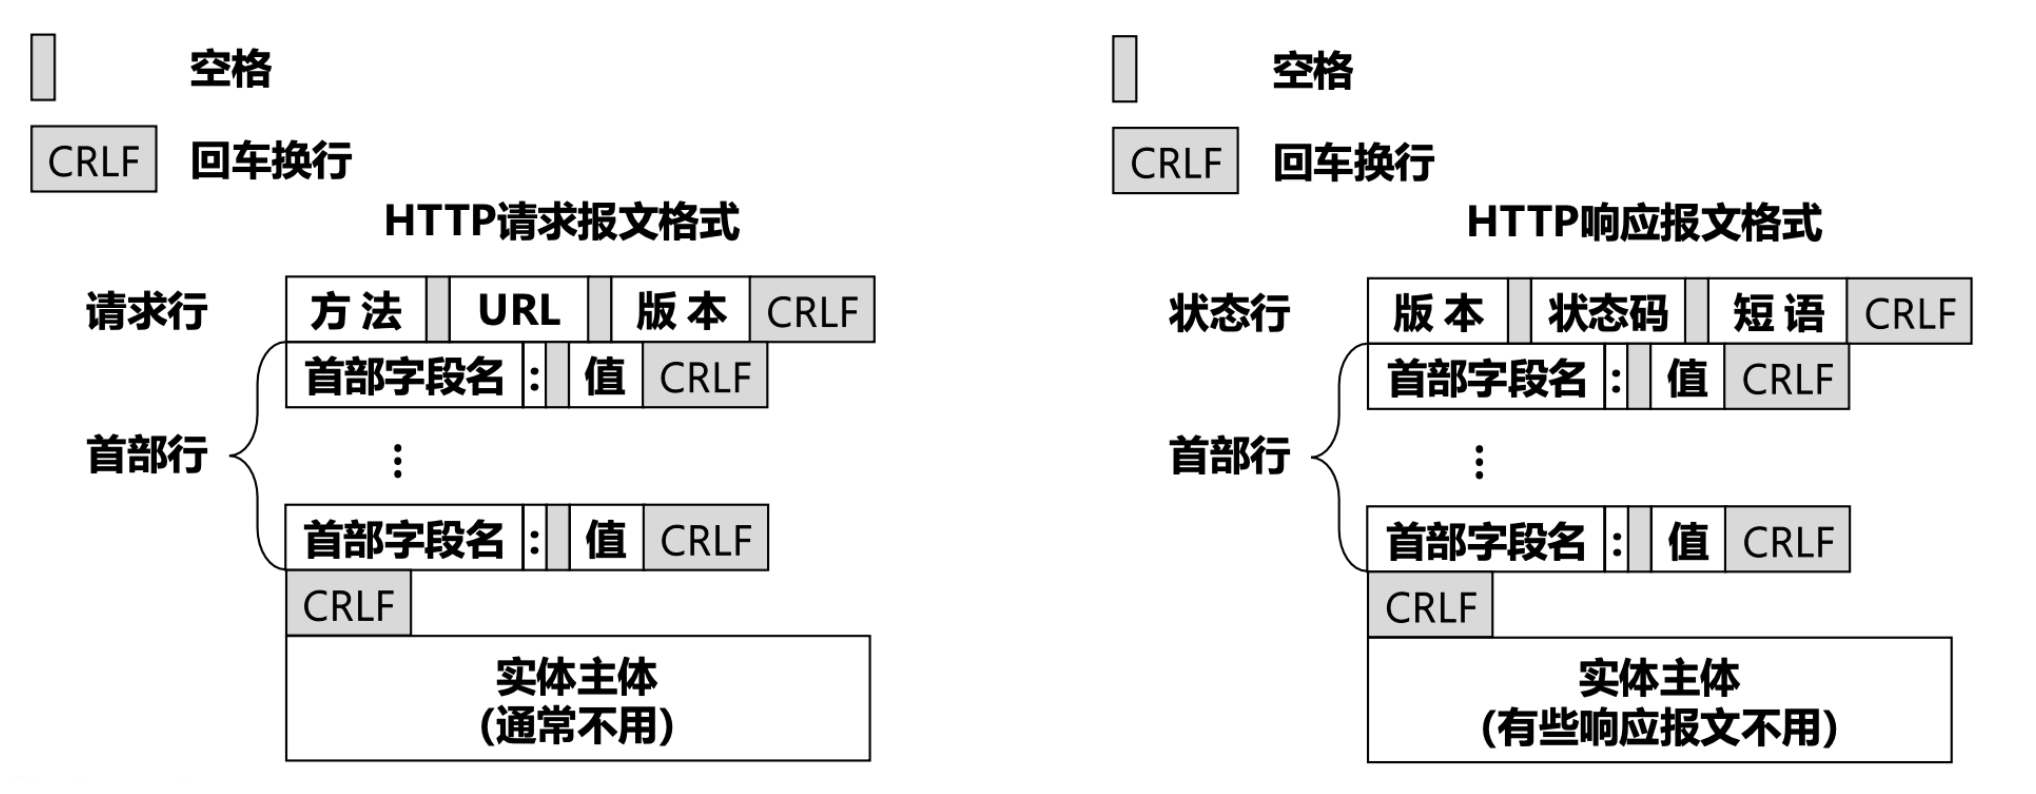 空格
CRLF 回车换行
HTTP请求报文格式
请求行 方法 URL 版本 CRLF
首部字段名 : 值 CRLF
首部行
⋮
首部字段名 : 值 CRLF
CRLF
实体主体
(通常不用)
空格
CRLF 回车换行
HTTP响应报文格式
状态行 版本 状态码 短语 CRLF
首部字段名 : 值 CRLF
首部行
⋮
首部字段名 : 值 CRLF
CRLF
实体主体
(有些响应报文不用)